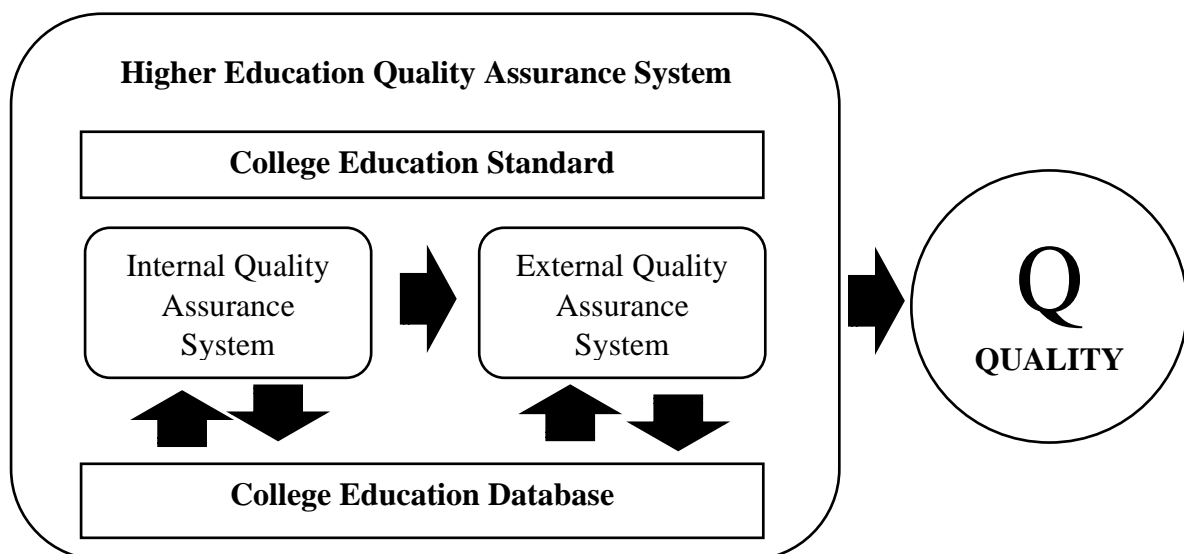 Higher Education Quality Assurance System
College Education Standard
Internal Quality
Assurance
System
External Quality
Assurance
System
Q
QUALITY
College Education Database